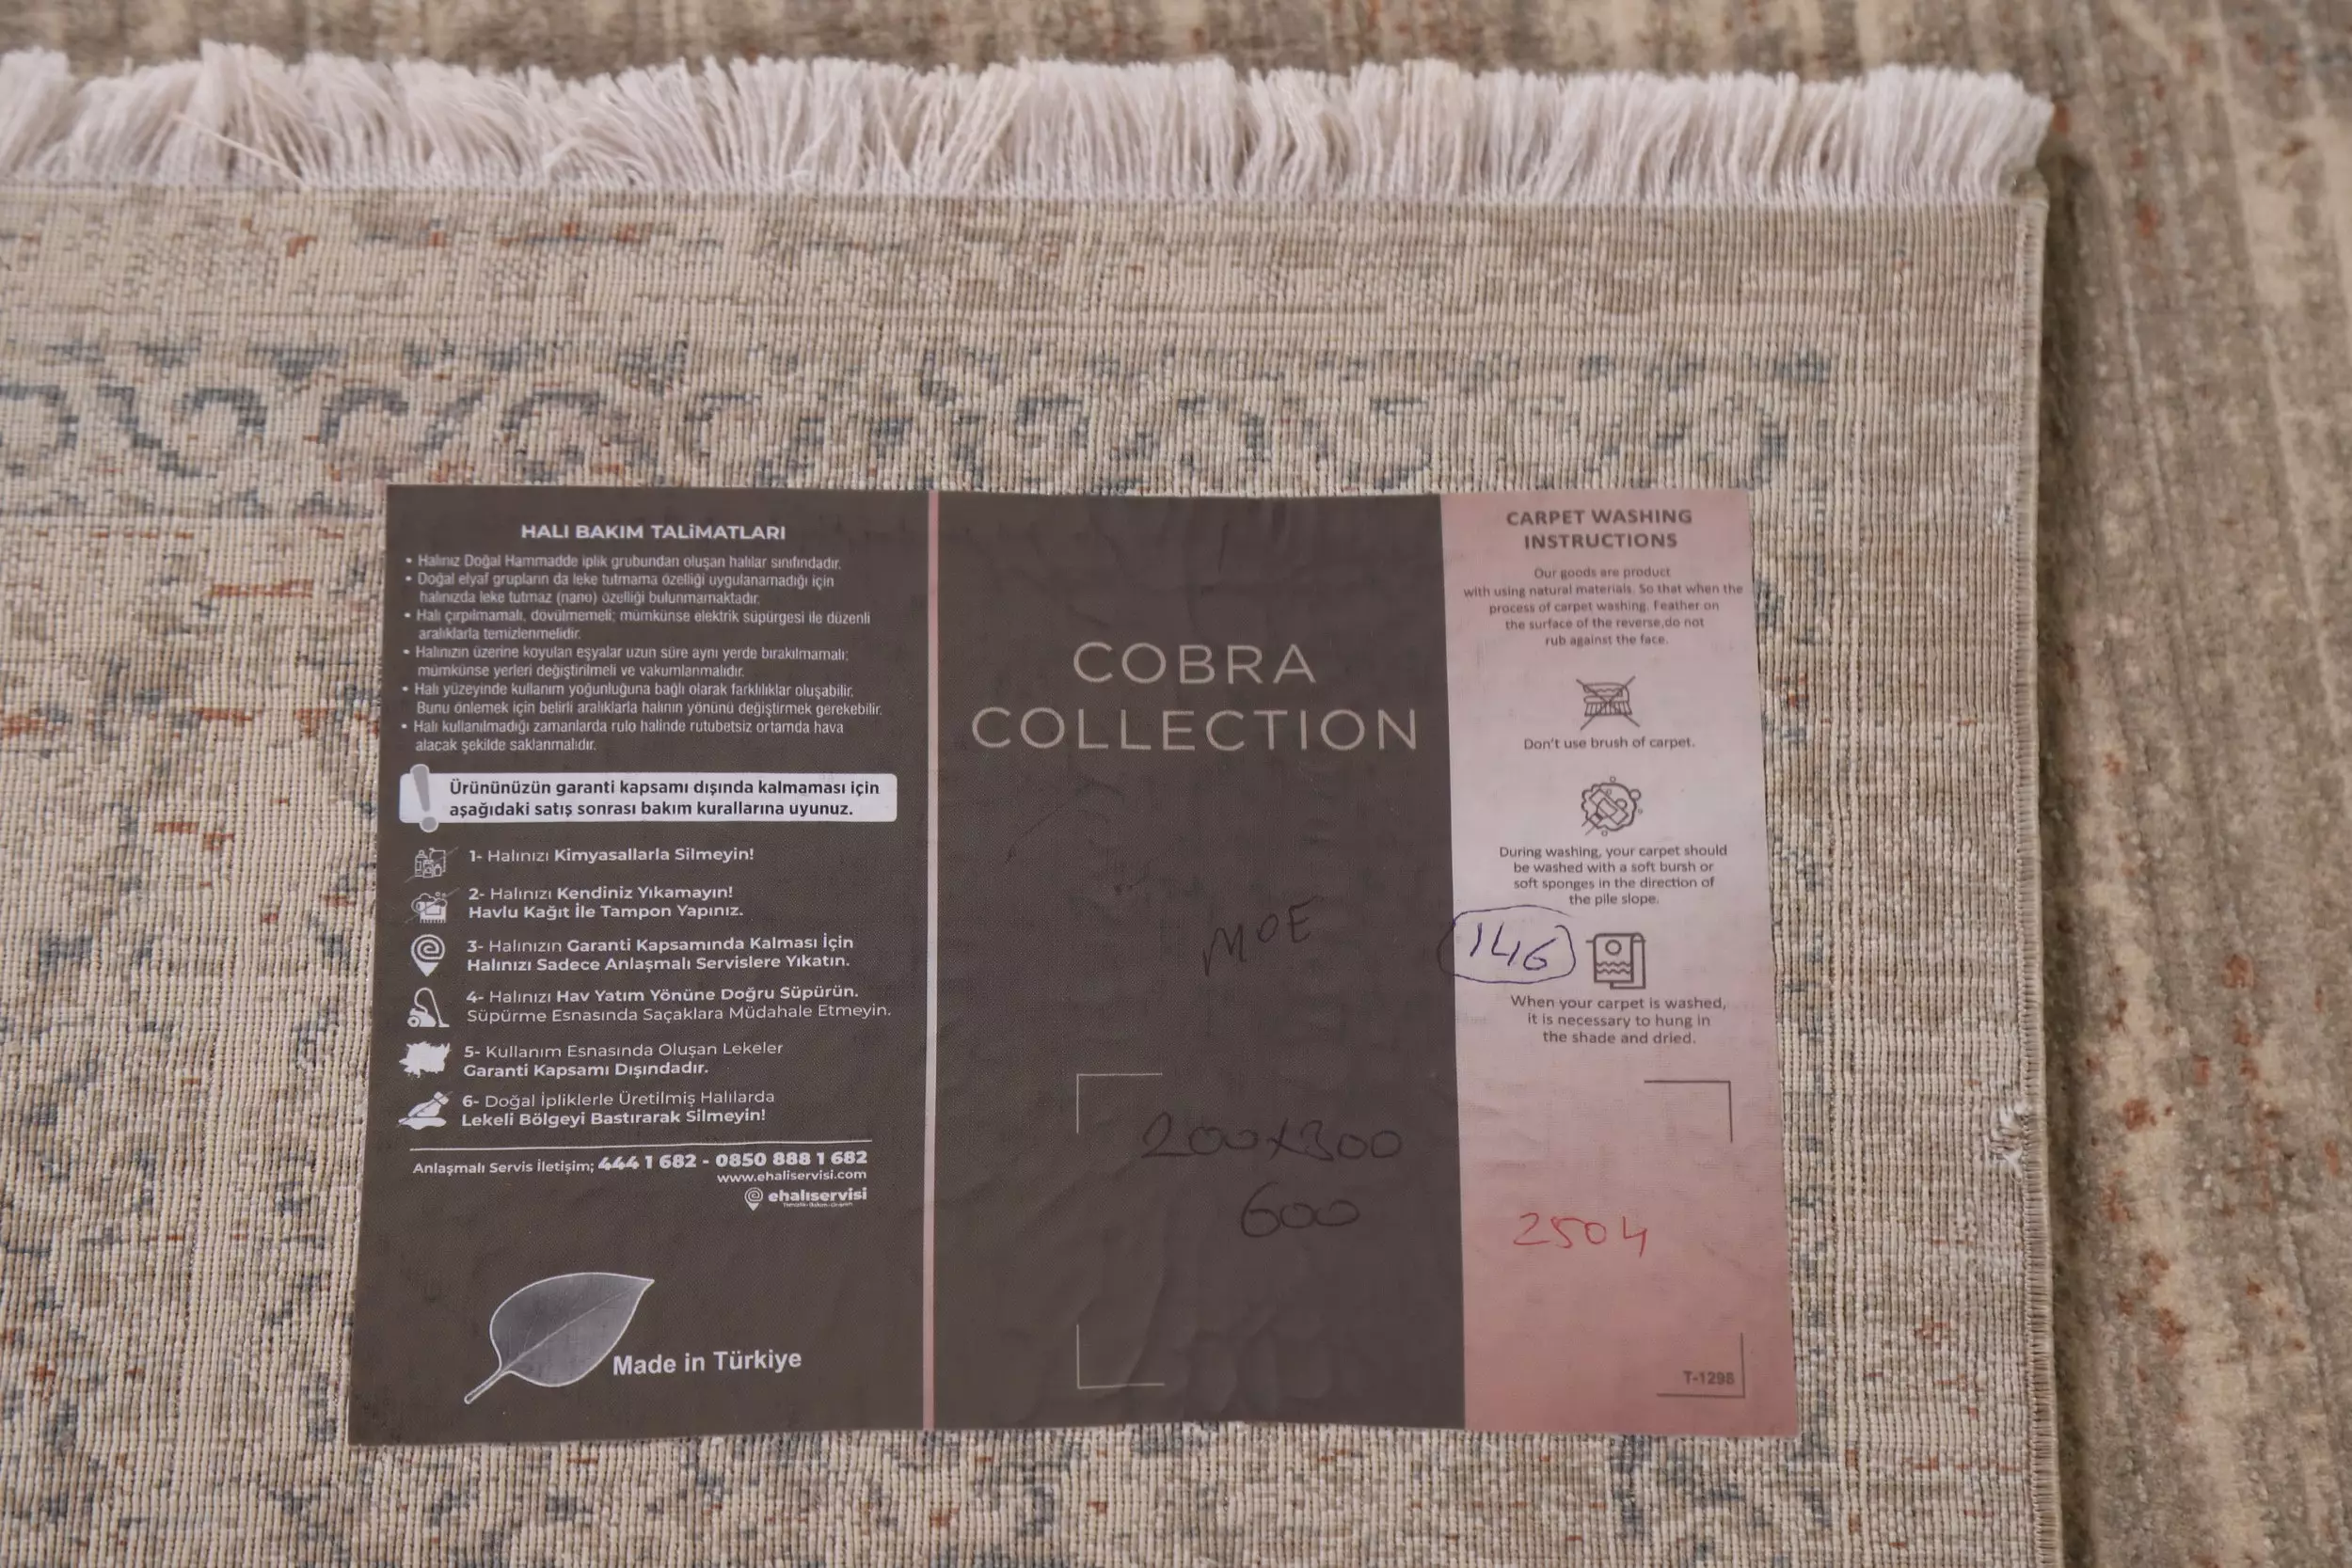 HALI BAKIM TALİMATLARI
• Halınız Doğal Hammadde iplik grubundan oluşan halılar sınıfındadır.
• Doğal elyaf grupların da leke tutmama özelliği uygulanamadığı için
halınızda leke tutmaz (nano) özelliği bulunmamaktadır.
• Halı çırpılmamalı, dövülmemeli; mümkünse elektrik süpürgesi ile düzenli
aralıklarla temizlenmelidir.
• Halınızın üzerine koyulan eşyalar uzun süre aynı yerde bırakılmamalı;
mümkünse yerleri değiştirilmeli ve vakumlanmalıdır.
• Halı yüzeyinde kullanım yoğunluğuna bağlı olarak farklılıklar oluşabilir.
Bunu önlemek için belirli aralıklarla halının yönünü değiştirmek gerekebilir.
• Halı kullanılmadığı zamanlarda rulo halinde rutubetsiz ortamda hava
alacak şekilde saklanmalıdır.
Ürününüzün garanti kapsamı dışında kalmaması için
aşağıdaki satış sonrası bakım kurallarına uyunuz.
1- Halınızı Kimyasallarla Silmeyin!
2- Halınızı Kendiniz Yıkamayın!
Havlu Kağıt İle Tampon Yapınız.
3- Halınızın Garanti Kapsamında Kalması İçin
Halınızı Sadece Anlaşmalı Servislere Yıkatın.
4- Halınızı Hav Yatım Yönüne Doğru Süpürün.
Süpürme Esnasında Saçaklara Müdahale Etmeyin.
5- Kullanım Esnasında Oluşan Lekeler
Garanti Kapsamı Dışındadır.
6- Doğal İpliklerle Üretilmiş Halılarda
Lekeli Bölgeyi Bastırarak Silmeyin!
Anlaşmalı Servis İletişim; 444 1 682 - 0850 888 1 682
www.ehaliservisi.com
ehalıservisi
Made in Türkiye
COBRA
COLLECTION
MOE
200x300
600
CARPET WASHING
INSTRUCTIONS
Our goods are product
with using natural materials. So that when the
process of carpet washing. Feather on
the surface of the reverse,do not
rub against the face.
Don't use brush of carpet.
During washing, your carpet should
be washed with a soft bursh or
soft sponges in the direction of
the pile slope.
146
When your carpet is washed,
it is necessary to hung in
the shade and dried.
2504
T-1298